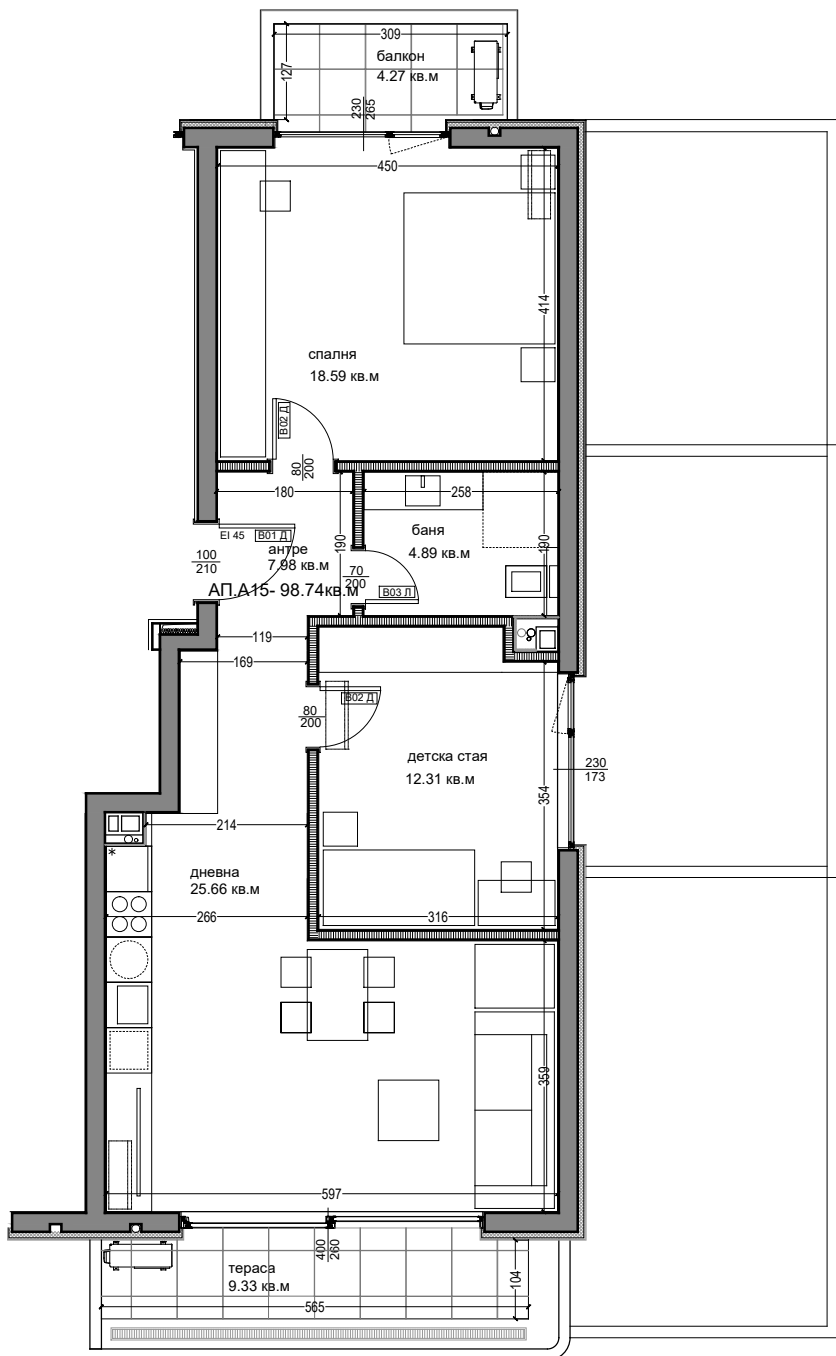 309
балкон
4.27 кв.м
127
230
265
450
414
спалня
18.59 кв.м
B02 Д
80
200
180
258
EI 45
B01 Д
антре
7.98 кв.м
190
баня
4.89 кв.м
190
100
210
70
200
B03 Л
АП.А15- 98.74кв.м
119
169
80
200
B02 Д
детска стая
12.31 кв.м
230
173
354
214
*
дневна
25.66 кв.м
266
316
359
597
400
260
тераса
9.33 кв.м
104
565